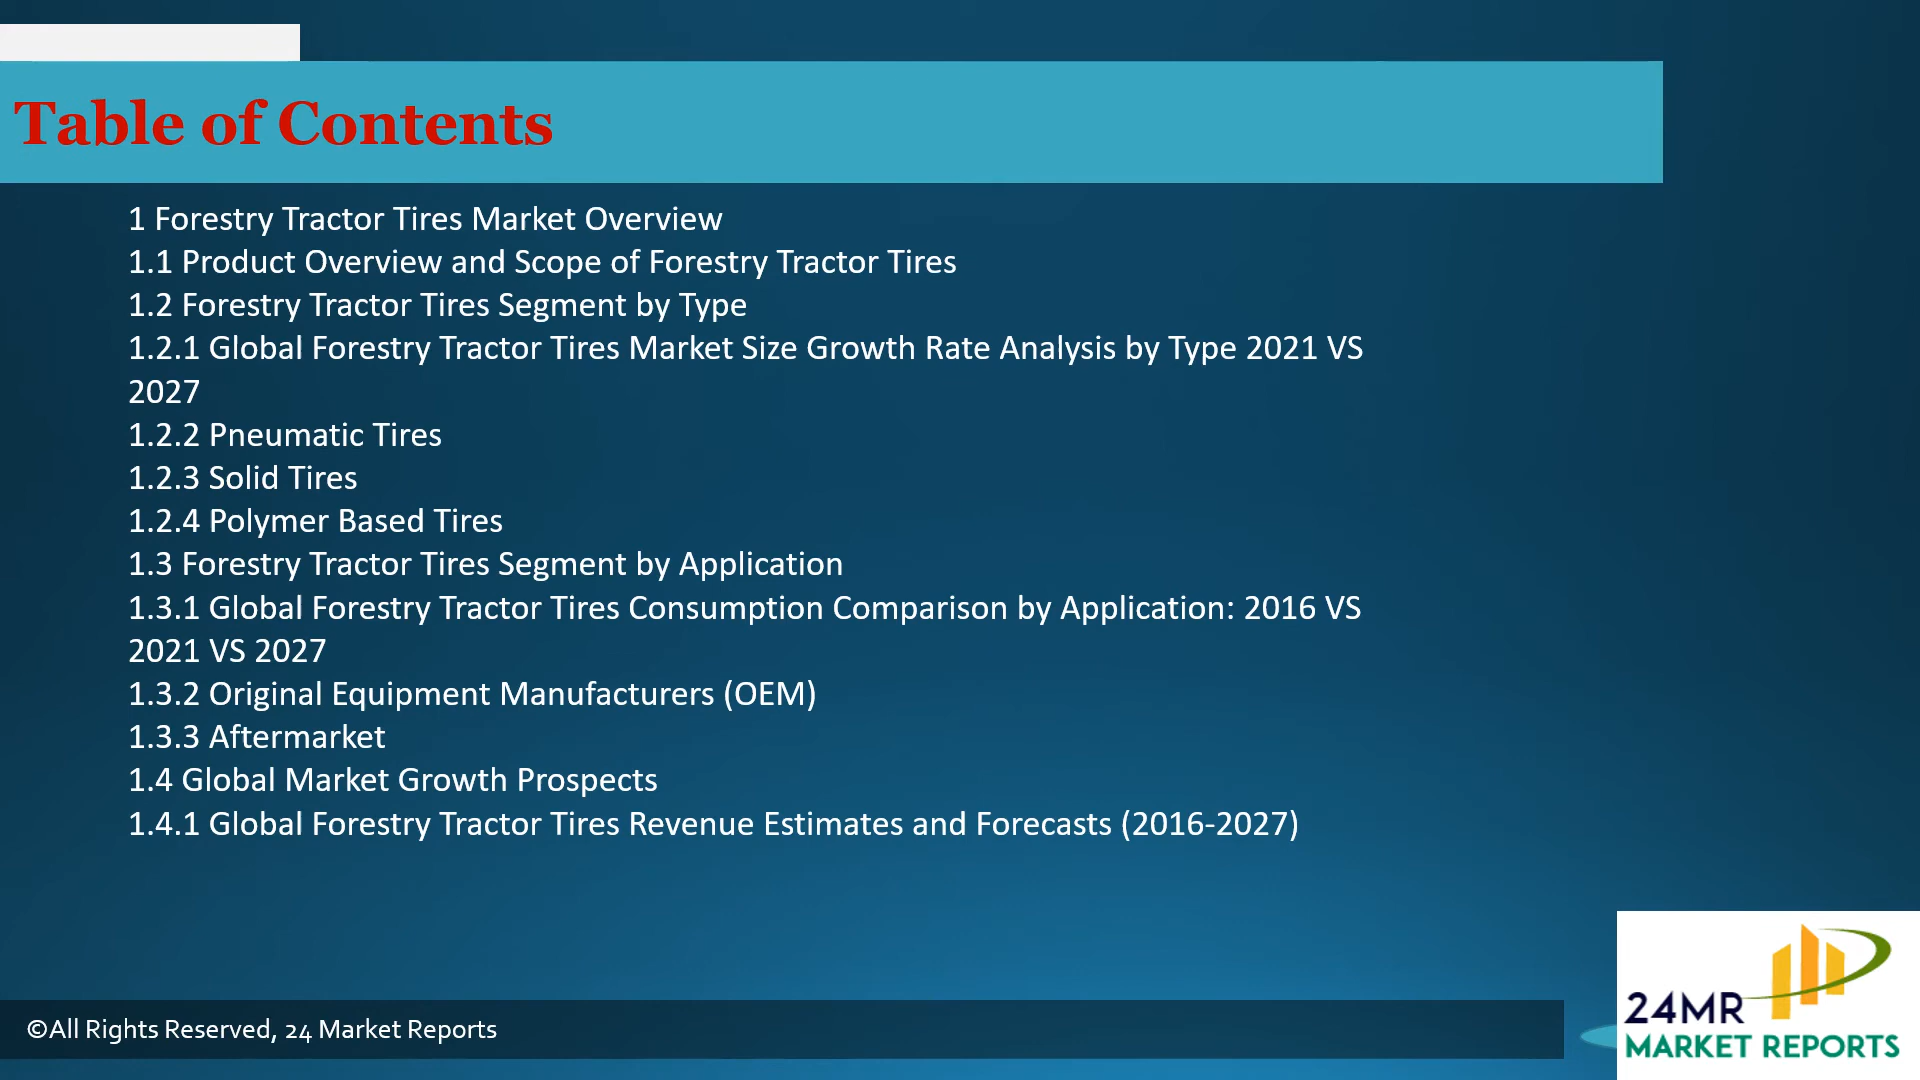 Table of Contents
1 Forestry Tractor Tires Market Overview
1.1 Product Overview and Scope of Forestry Tractor Tires
1.2 Forestry Tractor Tires Segment by Type
1.2.1 Global Forestry Tractor Tires Market Size Growth Rate Analysis by Type 2021 VS
2027
1.2.2 Pneumatic Tires
1.2.3 Solid Tires
1.2.4 Polymer Based Tires
1.3 Forestry Tractor Tires Segment by Application
1.3.1 Global Forestry Tractor Tires Consumption Comparison by Application: 2016 VS
2021 VS 2027
1.3.2 Original Equipment Manufacturers (OEM)
1.3.3 Aftermarket
1.4 Global Market Growth Prospects
1.4.1 Global Forestry Tractor Tires Revenue Estimates and Forecasts (2016-2027)
©All Rights Reserved, 24 Market Reports
24MR
MARKET REPORTS